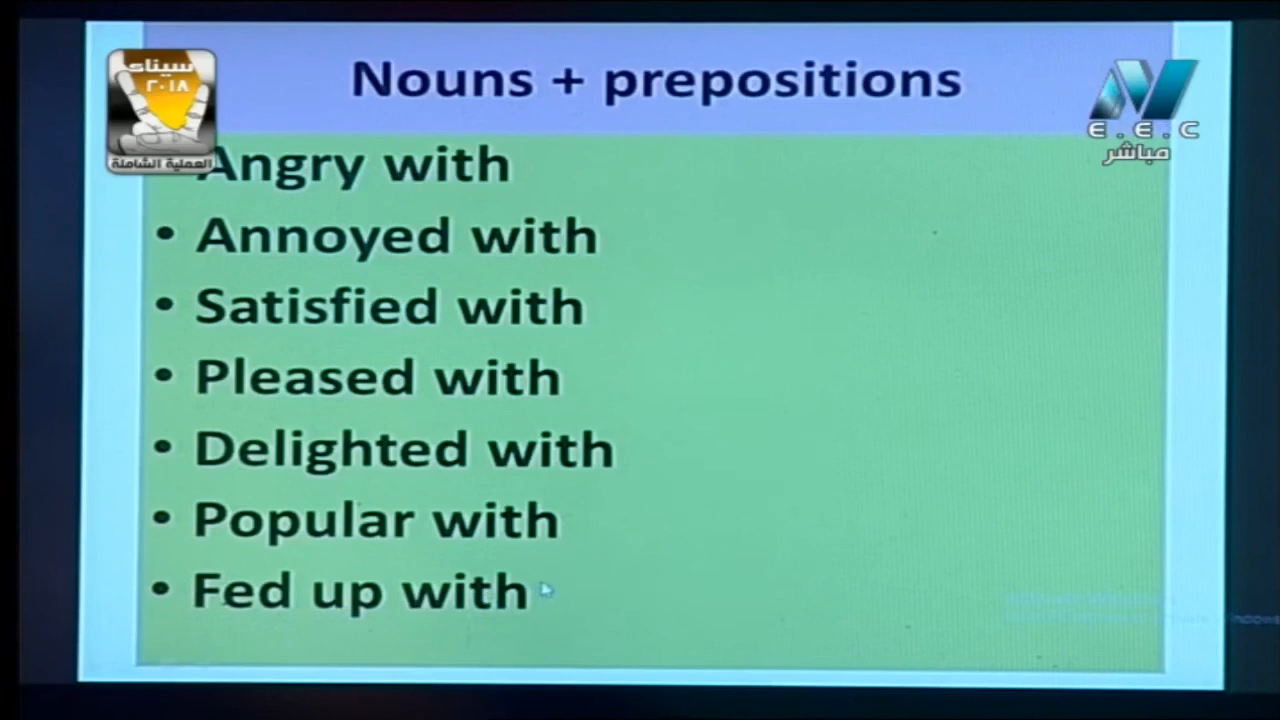 Nouns + prepositions
سيناء
٢٠١٨
العملية الشاملة
E.E.C
مباشر
Angry with
• Annoyed with
• Satisfied with
• Pleased with
• Delighted with
• Popular with
• Fed up with